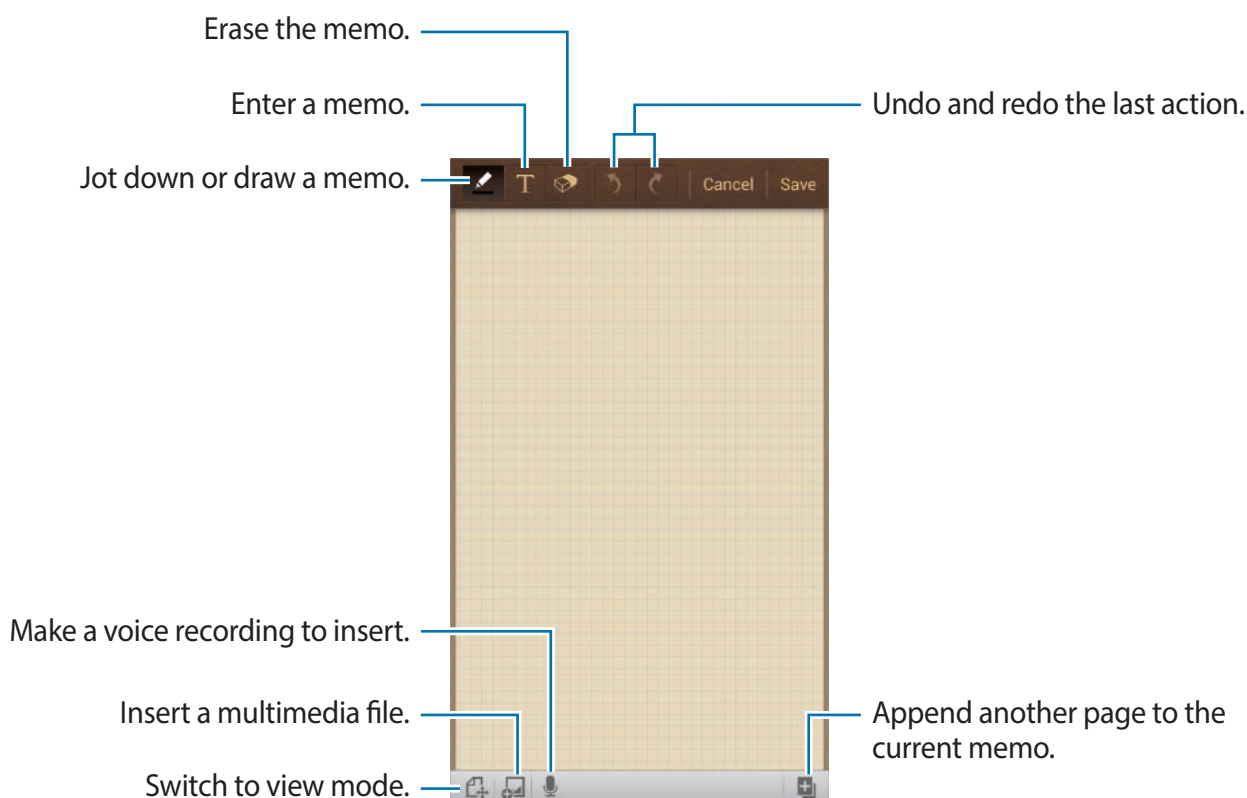 Erase the memo.
Enter a memo.
Undo and redo the last action.
Jot down or draw a memo.
T
Cancel
Save
Make a voice recording to insert.
Insert a multimedia file.
Append another page to the
current memo.
Switch to view mode.